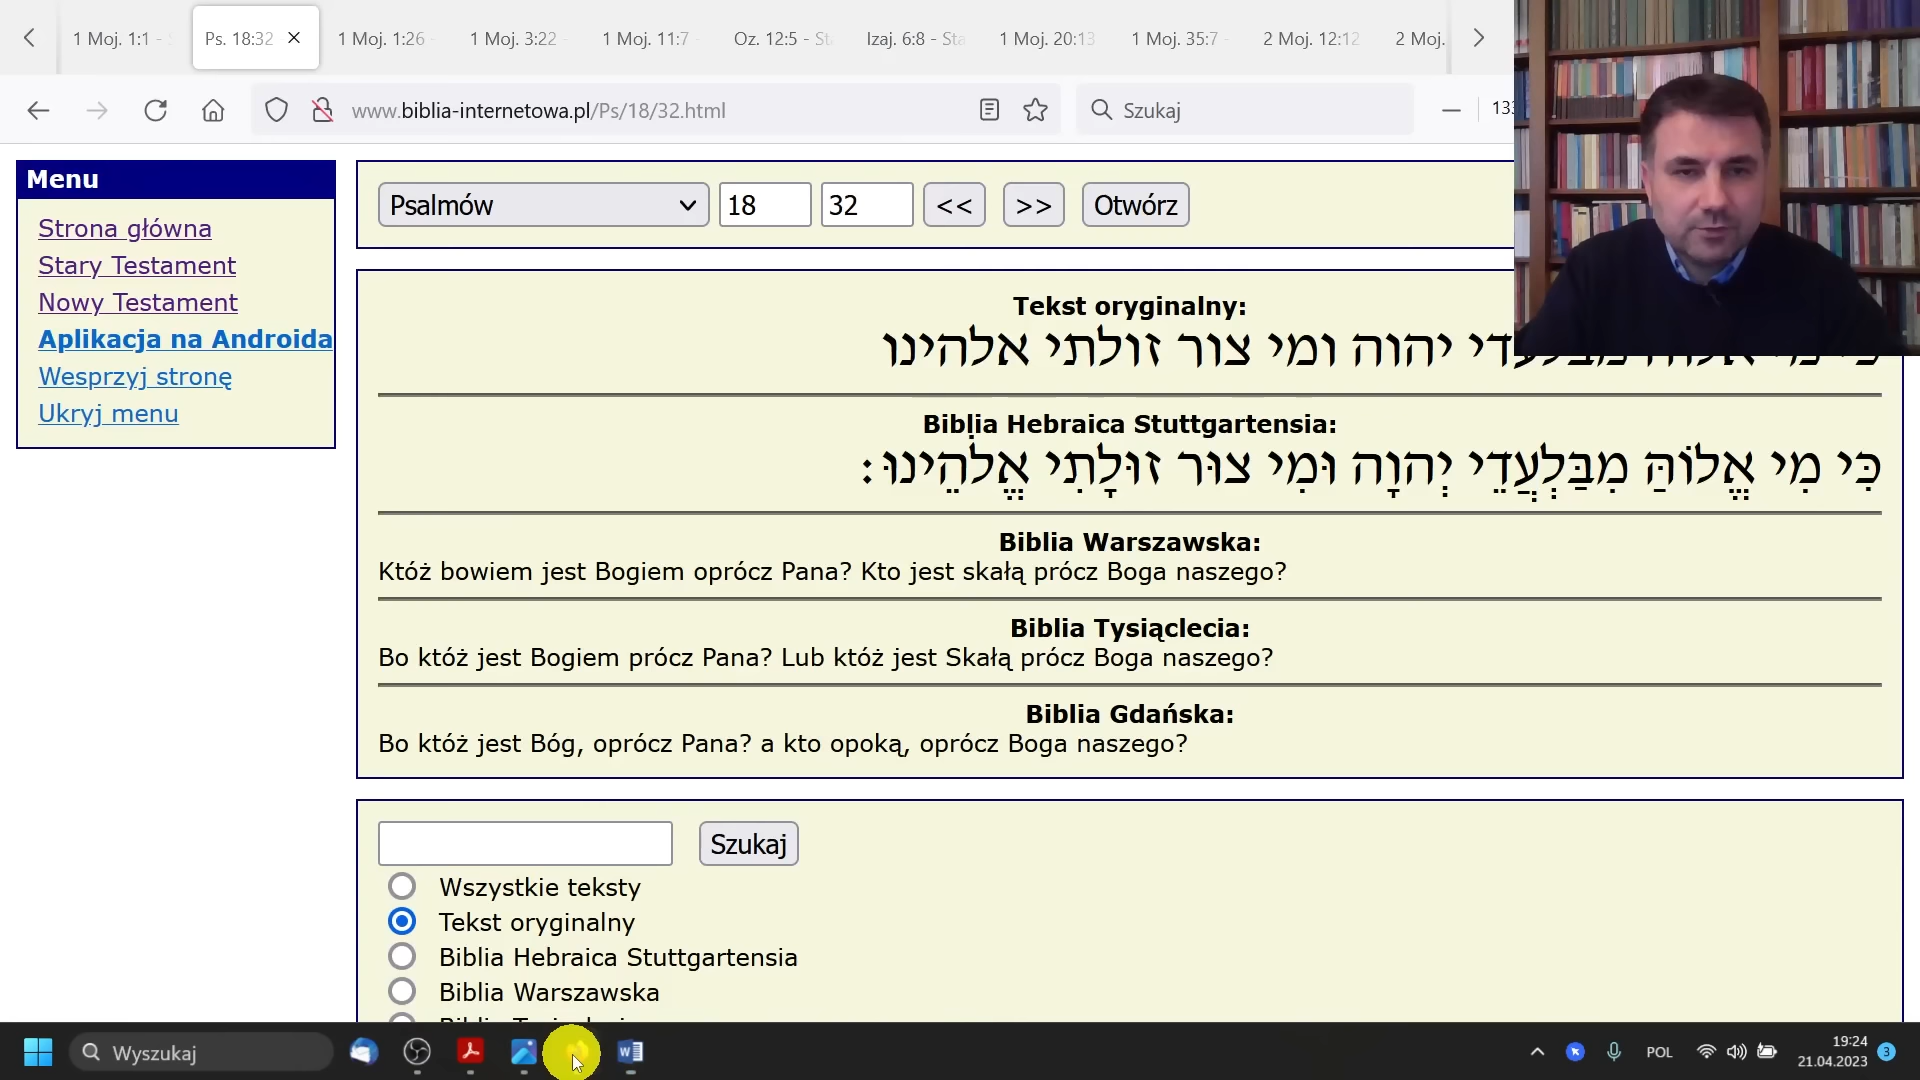 1 Moj. 1:1 -
Ps. 18:32
1 Moj. 1:26 -
1 Moj. 3:22 -
1 Moj. 11:7
Oz. 12:5 - Sta
Izaj. 6:8 - Sta
1 Moj. 20:13
1 Moj. 35:7 -
2 Moj. 12:12
2 Moj.
www.biblia-internetowa.pl/Ps/18/32.html
Szukaj
133
Menu
Strona główna
Stary Testament
Nowy Testament
Aplikacja na Androida
Wesprzyj stronę
Ukryj menu
Psalmów 18 32 << >> Otwórz
Tekst oryginalny:
יהוה ומי צור זולתי אלהינו
Biblia Hebraica Stuttgartensia:
כִּי מִי אֱלוֹהַּ מִבַּלְעֲדֵי יְהוָה וּמִי צוּר זוּלָתִי אֱלֹהֵינוּ׃
Biblia Warszawska:
Któż bowiem jest Bogiem oprócz Pana? Kto jest skałą prócz Boga naszego?
Biblia Tysiąclecia:
Bo któż jest Bogiem prócz Pana? Lub któż jest Skałą prócz Boga naszego?
Biblia Gdańska:
Bo któż jest Bóg, oprócz Pana? a kto opoką, oprócz Boga naszego?
Szukaj
Wszystkie teksty
Tekst oryginalny
Biblia Hebraica Stuttgartensia
Biblia Warszawska
Wyszukaj
POL
19:24
21.04.2023
3